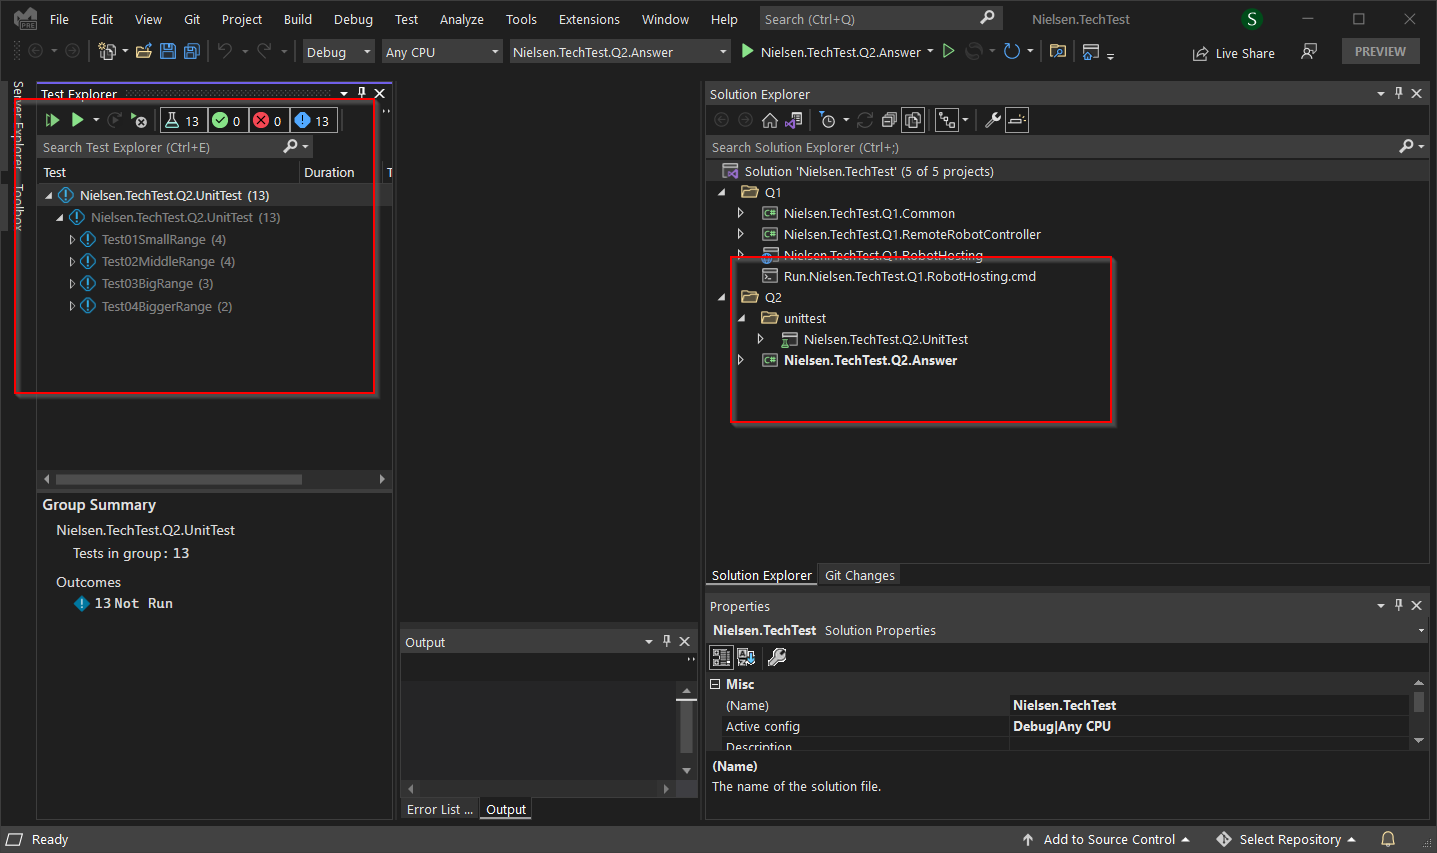 File Edit View Git Project Build Debug Test Analyze Tools Extensions Window Help Search (Ctrl+Q) Nielsen.TechTest S
PRE
Debug Any CPU Nielsen.TechTest.Q2.Answer Nielsen.TechTest.Q2.Answer Live Share PREVIEW
Server Explorer
Toolbox
Test Explorer
13 0 0 13
Search Test Explorer (Ctrl+E)
Test Duration T
Nielsen.TechTest.Q2.UnitTest (13)
Nielsen.TechTest.Q2.UnitTest (13)
Test01SmallRange (4)
Test02MiddleRange (4)
Test03BigRange (3)
Test04BiggerRange (2)
Group Summary
Nielsen.TechTest.Q2.UnitTest
Tests in group: 13
Outcomes
13 Not Run
Output
Error List ... Output
Solution Explorer
Search Solution Explorer (Ctrl+;)
Solution 'Nielsen.TechTest' (5 of 5 projects)
Q1
C# Nielsen.TechTest.Q1.Common
C# Nielsen.TechTest.Q1.RemoteRobotController
Nielsen.TechTest.Q1.RobotHosting
Run.Nielsen.TechTest.Q1.RobotHosting.cmd
Q2
unittest
Nielsen.TechTest.Q2.UnitTest
C# Nielsen.TechTest.Q2.Answer
Solution Explorer Git Changes
Properties
Nielsen.TechTest Solution Properties
Misc
(Name) Nielsen.TechTest
Active config Debug|Any CPU
Description
(Name)
The name of the solution file.
Ready Add to Source Control Select Repository